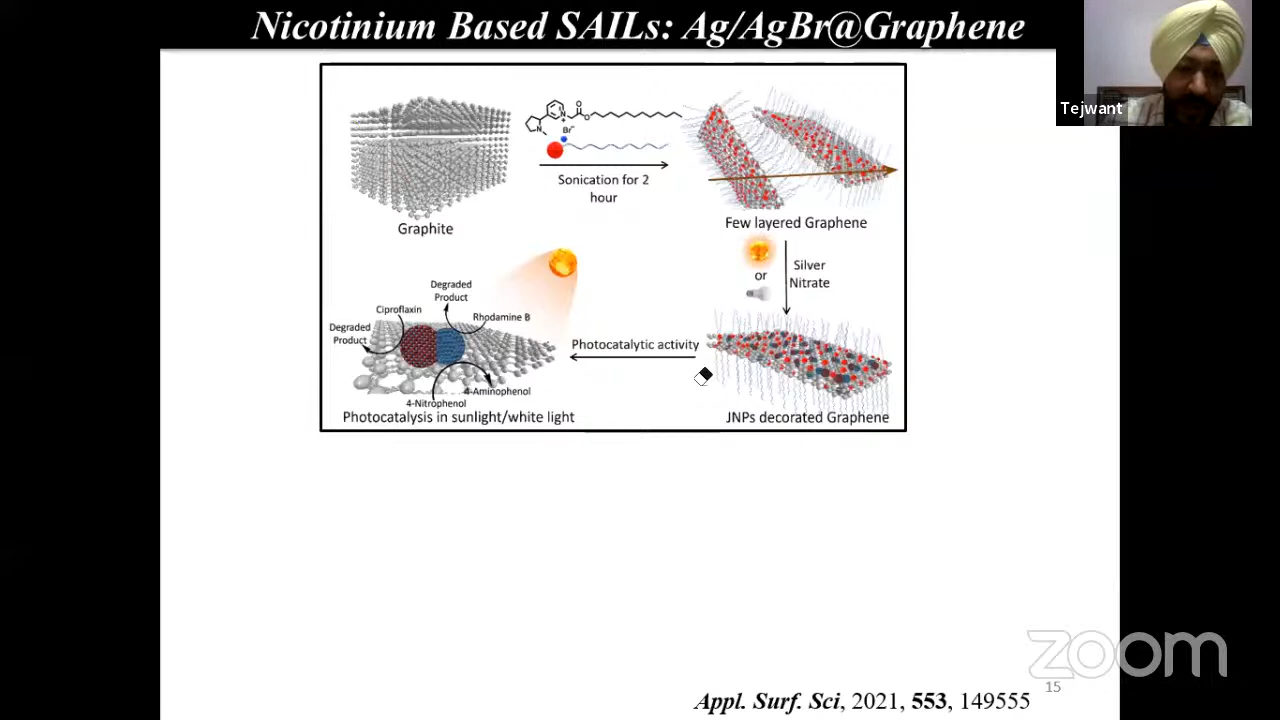 Nicotinium Based SAILs: Ag/AgBr@Graphene
Tejwant
N
+
O
O
N
Br⁻
Sonication for 2
hour
Graphite
Few layered Graphene
or
Silver
Nitrate
Degraded
Product
Ciproflaxin
Rhodamine B
Degraded
Product
Photocatalytic activity
4-Aminophenol
4-Nitrophenol
Photocatalysis in sunlight/white light
JNPs decorated Graphene
zoom
15
Appl. Surf. Sci, 2021, 553, 149555